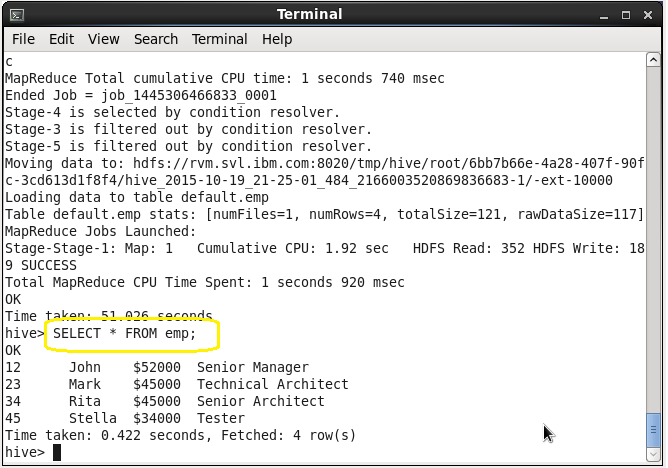 Terminal
File Edit View Search Terminal Help
c
MapReduce Total cumulative CPU time: 1 seconds 740 msec
Ended Job = job_1445306466833_0001
Stage-4 is selected by condition resolver.
Stage-3 is filtered out by condition resolver.
Stage-5 is filtered out by condition resolver.
Moving data to: hdfs://rvm.svl.ibm.com:8020/tmp/hive/root/6bb7b66e-4a28-407f-90f
c-3cd613d1f8f4/hive_2015-10-19_21-25-01_484_2166003520869836683-1/-ext-10000
Loading data to table default.emp
Table default.emp stats: [numFiles=1, numRows=4, totalSize=121, rawDataSize=117]
MapReduce Jobs Launched:
Stage-Stage-1: Map: 1   Cumulative CPU: 1.92 sec   HDFS Read: 352 HDFS Write: 18
9 SUCCESS
Total MapReduce CPU Time Spent: 1 seconds 920 msec
OK
Time taken: 51.026 seconds
hive> SELECT * FROM emp;
OK
12 John $52000 Senior Manager
23 Mark $45000 Technical Architect
34 Rita $45000 Senior Architect
45 Stella $34000 Tester
Time taken: 0.422 seconds, Fetched: 4 row(s)
hive>